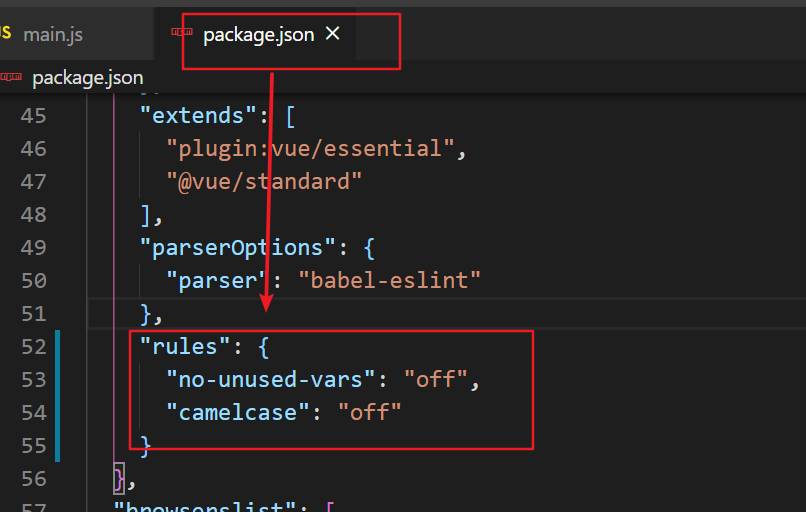 JS main.js package.json ×
package.json
45 "extends": [
46 "plugin:vue/essential",
47 "@vue/standard"
48 ],
49 "parserOptions": {
50 "parser": "babel-eslint"
51 },
52 "rules": {
53 "no-unused-vars": "off",
54 "camelcase": "off"
55 }
56 },
57 "browserslist": [